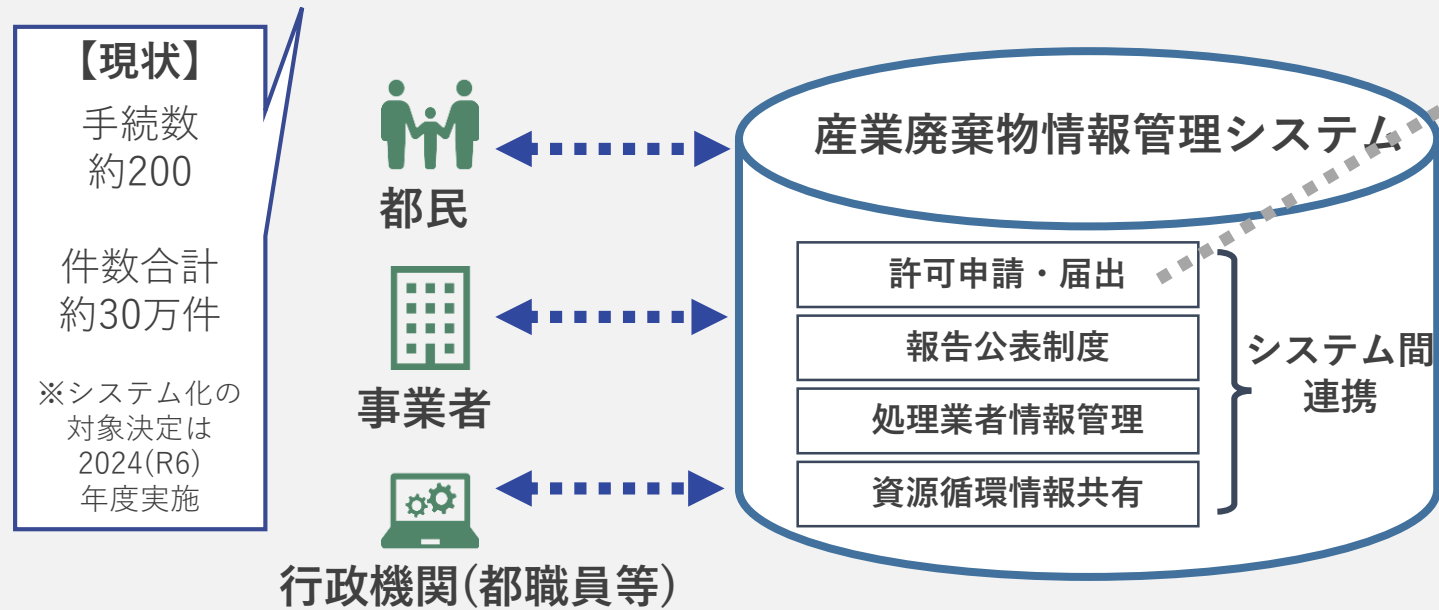 【現状】
手続数
約200
件数合計
約30万件
※システム化の
対象決定は
2024(R6)
年度実施
都民
事業者
行政機関(都職員等)
産業廃棄物情報管理システム
許可申請・届出
報告公表制度
処理業者情報管理
資源循環情報共有
システム間
連携